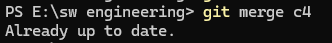 PS E:\sw engineering> git merge c4
Already up to date.